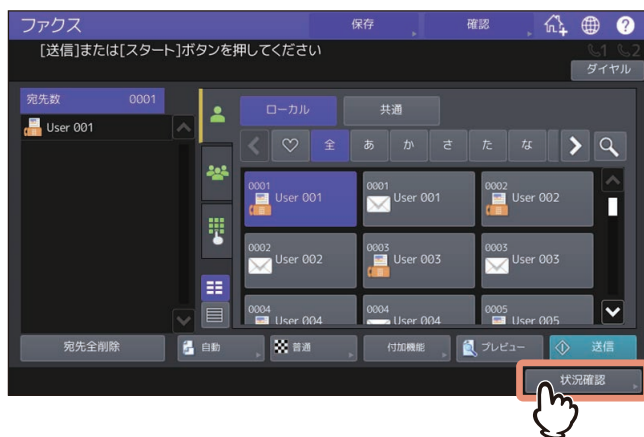 ファクス 保存 確認 ?
[送信]または[スタート]ボタンを押してください 1 2
ダイヤル
宛先数 0001
User 001
ローカル 共通
全 あ か さ た な
0001 User 001
0001 User 001
0002 User 002
0002 User 002
0003 User 003
0003 User 003
0004 User 004
0004 User 004
0005 User 005
宛先全削除 自動 普通 付加機能 プレビュー 送信
状況確認